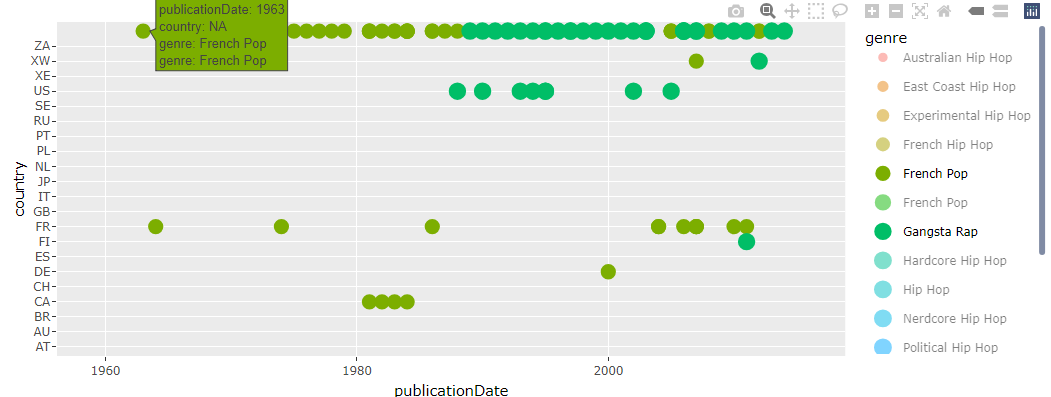 publicationDate: 1963
country: NA
genre: French Pop
genre: French Pop
genre
Australian Hip Hop
East Coast Hip Hop
Experimental Hip Hop
French Hip Hop
French Pop
French Pop
Gangsta Rap
Hardcore Hip Hop
Hip Hop
Nerdcore Hip Hop
Political Hip Hop
country
ZA
XW
XE
US
SE
RU
PT
PL
NL
JP
IT
GB
FR
FI
ES
DE
CH
CA
BR
AU
AT
1960 1980 2000
publicationDate